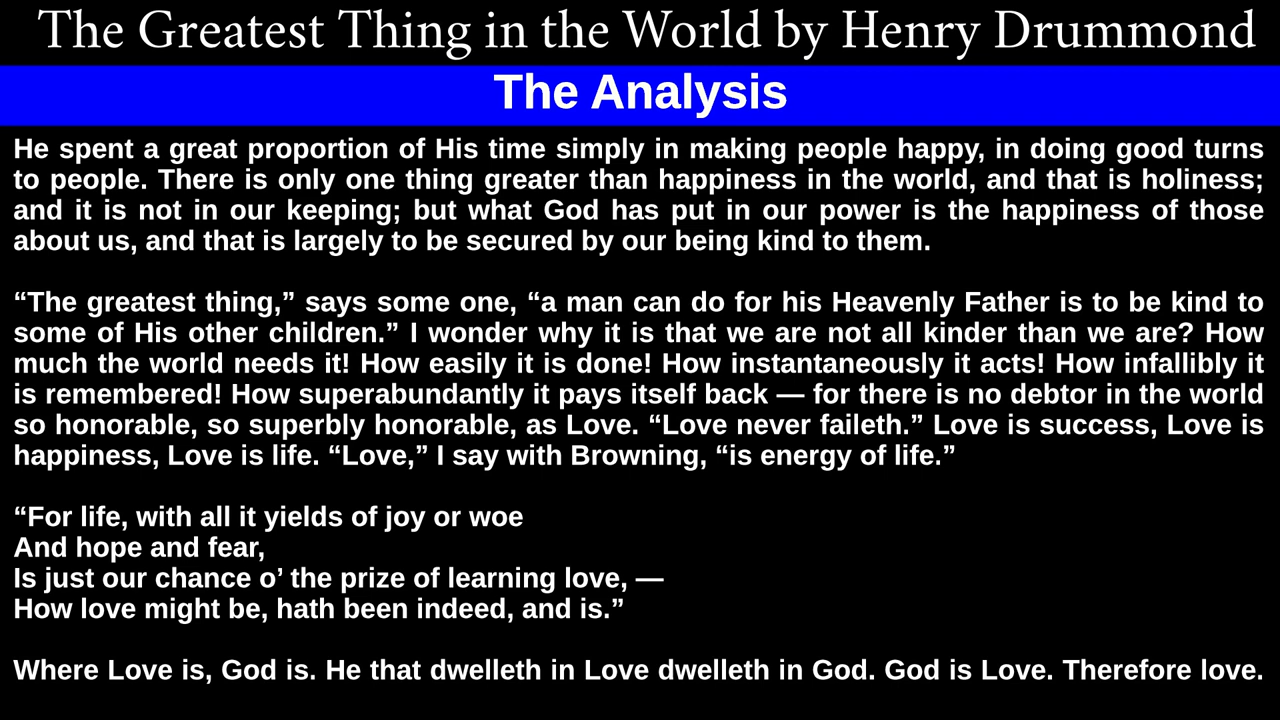 The Greatest Thing in the World by Henry Drummond
The Analysis
He spent a great proportion of His time simply in making people happy, in doing good turns
to people. There is only one thing greater than happiness in the world, and that is holiness;
and it is not in our keeping; but what God has put in our power is the happiness of those
about us, and that is largely to be secured by our being kind to them.
“The greatest thing,” says some one, “a man can do for his Heavenly Father is to be kind to
some of His other children.” I wonder why it is that we are not all kinder than we are? How
much the world needs it! How easily it is done! How instantaneously it acts! How infallibly it
is remembered! How superabundantly it pays itself back — for there is no debtor in the world
so honorable, so superbly honorable, as Love. “Love never faileth.” Love is success, Love is
happiness, Love is life. “Love,” I say with Browning, “is energy of life.”
“For life, with all it yields of joy or woe
And hope and fear,
Is just our chance o’ the prize of learning love, —
How love might be, hath been indeed, and is.”
Where Love is, God is. He that dwelleth in Love dwelleth in God. God is Love. Therefore love.